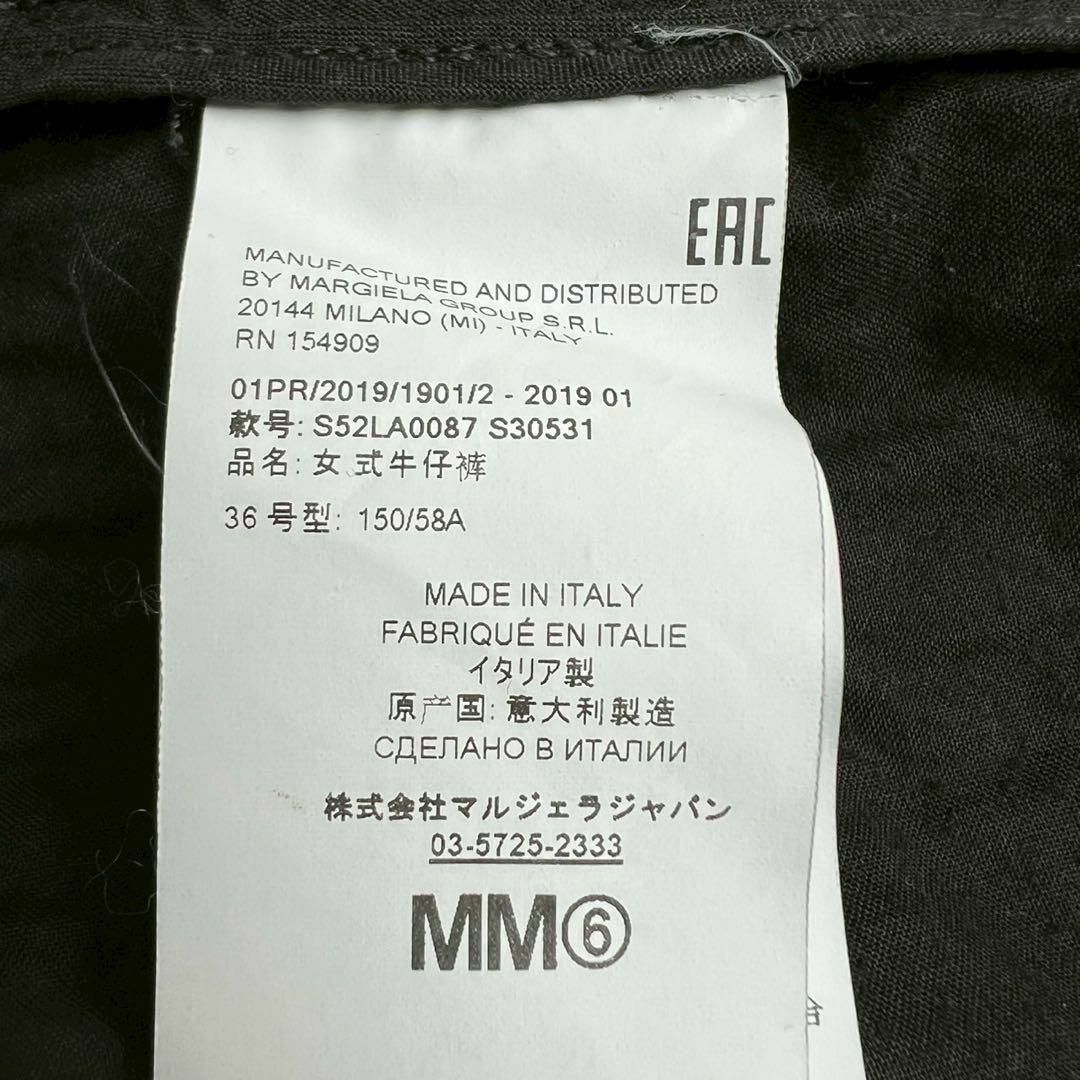 EAC
MANUFACTURED AND DISTRIBUTED
BY MARGIELA GROUP S.R.L.
20144 MILANO (MI) - ITALY
RN 154909
01PR/2019/1901/2 - 2019 01
款号: S52LA0087 S30531
品名: 女式牛仔裤
36 号型: 150/58A
MADE IN ITALY
FABRIQUÉ EN ITALIE
イタリア製
原产国: 意大利製造
СДЕЛАНО В ИТАЛИИ
株式会社マルジェラジャパン
03-5725-2333
MM⑥